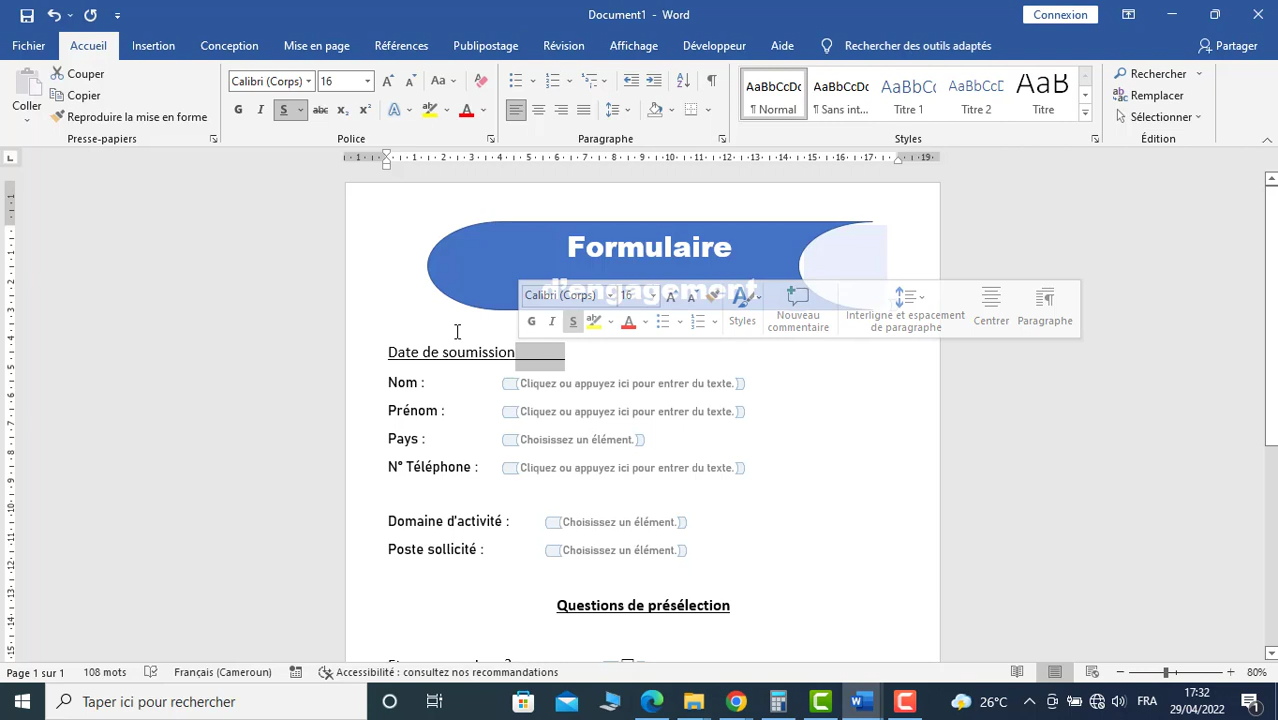 Document1 - Word
Connexion
Fichier Accueil Insertion Conception Mise en page Références Publipostage Révision Affichage Développeur Aide Rechercher des outils adaptés Partager
Coller
Couper
Copier
Reproduire la mise en forme
Presse-papiers
Calibri (Corps) 16
Aa
G I S abc x₂ x² A A
Police
Paragraphe
AaBbCcDc AaBbCcDc AaBbCc AaBbCcD AaB
¶ Normal ¶ Sans int... Titre 1 Titre 2 Titre
Styles
Rechercher
Remplacer
Sélectionner
Édition
Formulaire
d'engagement
Calibri (Corps) 16
G I S
Styles
Nouveau commentaire
Interligne et espacement de paragraphe
Centrer
Paragraphe
Date de soumission
Nom : Cliquez ou appuyez ici pour entrer du texte.
Prénom : Cliquez ou appuyez ici pour entrer du texte.
Pays : Choisissez un élément.
N° Téléphone : Cliquez ou appuyez ici pour entrer du texte.
Domaine d'activité : Choisissez un élément.
Poste sollicité : Choisissez un élément.
Questions de présélection
Page 1 sur 1 108 mots Français (Cameroun) Accessibilité : consultez nos recommandations 80%
Taper ici pour rechercher
26°C FRA 17:32
29/04/2022